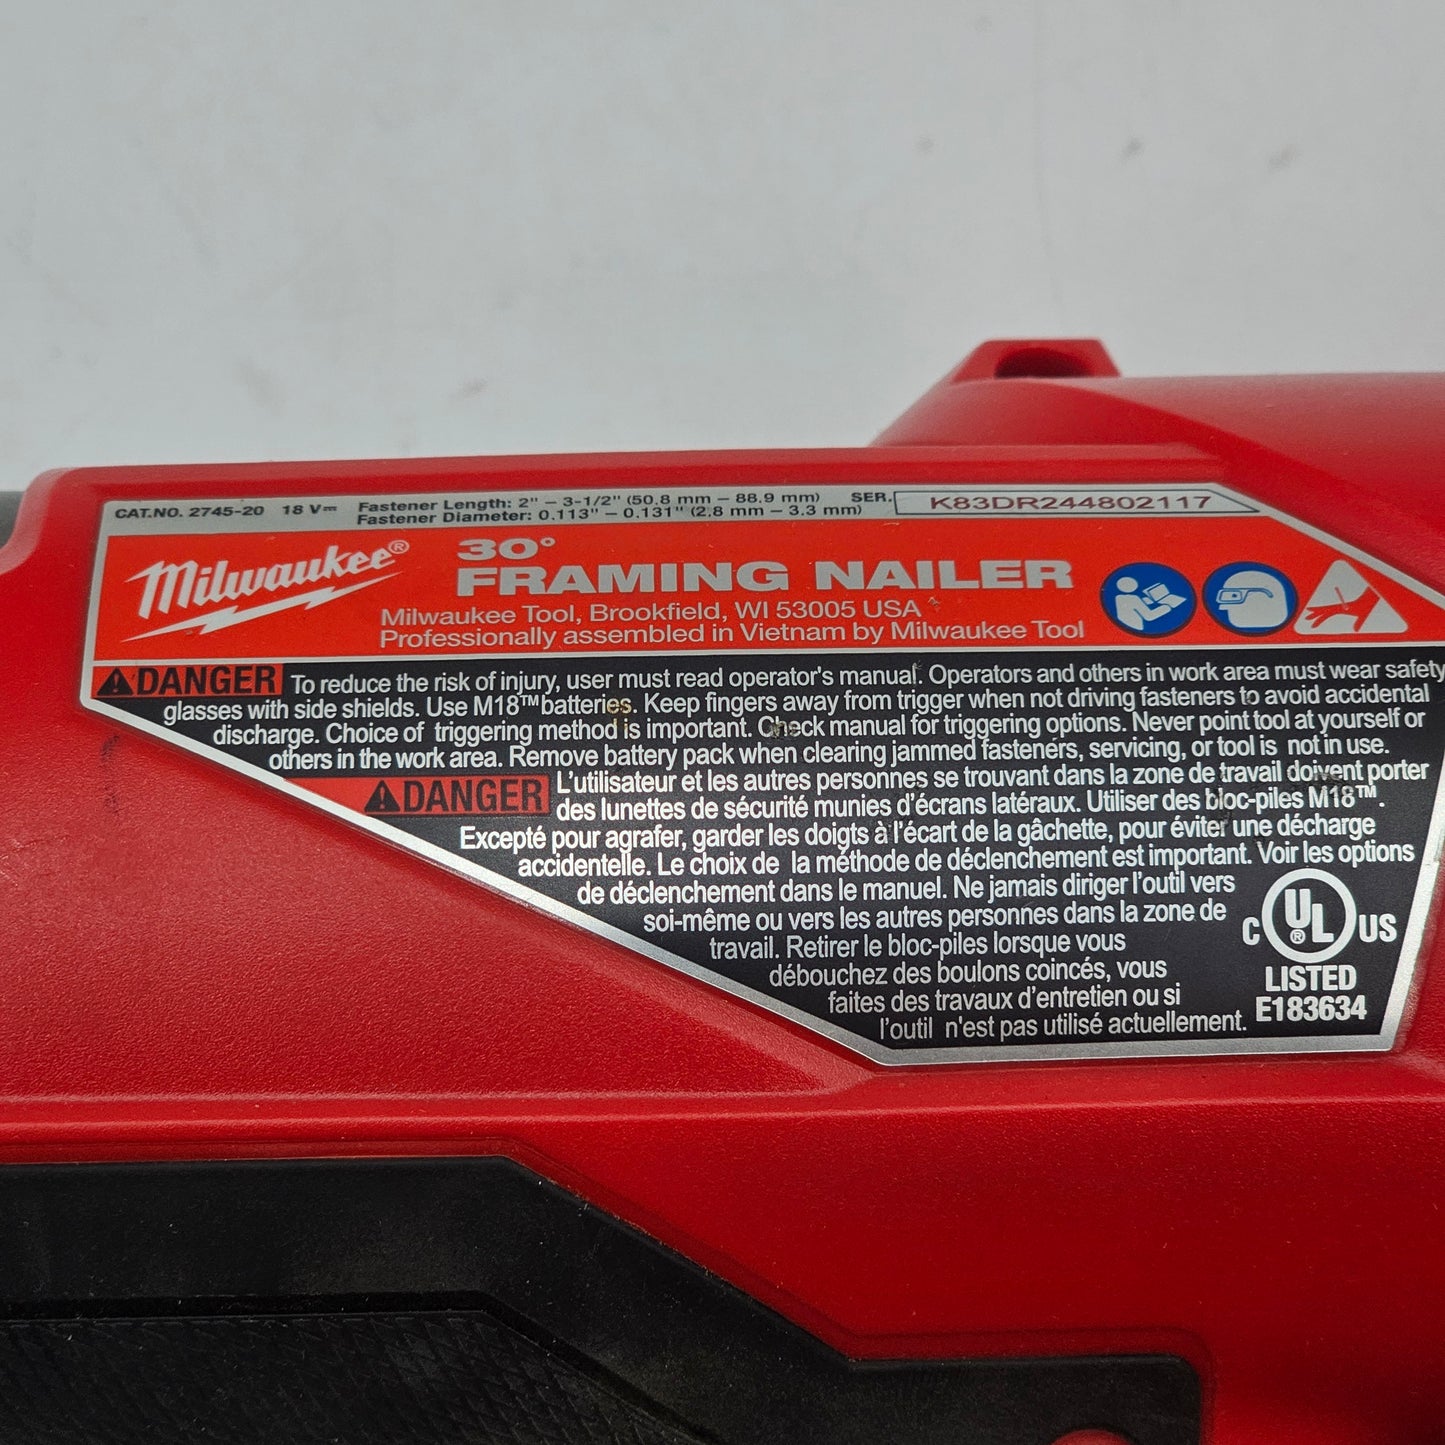 CAT.NO. 2745-20 18 V⎓ Fastener Length: 2" – 3-1/2" (50.8 mm – 88.9 mm) SER. K83DR244802117
Fastener Diameter: 0.113" – 0.131" (2.8 mm – 3.3 mm)
Milwaukee®
30°
FRAMING NAILER
Milwaukee Tool, Brookfield, WI 53005 USA
Professionally assembled in Vietnam by Milwaukee Tool
⚠DANGER To reduce the risk of injury, user must read operator's manual. Operators and others in work area must wear safety
glasses with side shields. Use M18™ batteries. Keep fingers away from trigger when not driving fasteners to avoid accidental
discharge. Choice of triggering method is important. Check manual for triggering options. Never point tool at yourself or
others in the work area. Remove battery pack when clearing jammed fasteners, servicing, or tool is not in use.
⚠DANGER L'utilisateur et les autres personnes se trouvant dans la zone de travail doivent porter
des lunettes de sécurité munies d'écrans latéraux. Utiliser des bloc-piles M18™.
Excepté pour agrafer, garder les doigts à l'écart de la gâchette, pour éviter une décharge
accidentelle. Le choix de la méthode de déclenchement est important. Voir les options
de déclenchement dans le manuel. Ne jamais diriger l'outil vers
soi-même ou vers les autres personnes dans la zone de
travail. Retirer le bloc-piles lorsque vous
débouchez des boulons coincés, vous
faites des travaux d'entretien ou si
l'outil n'est pas utilisé actuellement.
C UL® US
LISTED
E183634